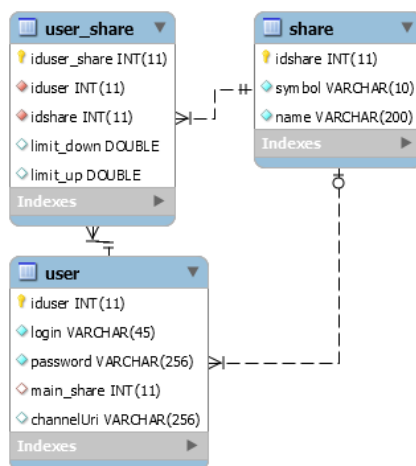 user_share
iduser_share INT(11)
iduser INT(11)
idshare INT(11)
limit_down DOUBLE
limit_up DOUBLE
Indexes
share
idshare INT(11)
symbol VARCHAR(10)
name VARCHAR(200)
Indexes
user
iduser INT(11)
login VARCHAR(45)
password VARCHAR(256)
main_share INT(11)
channelUri VARCHAR(256)
Indexes